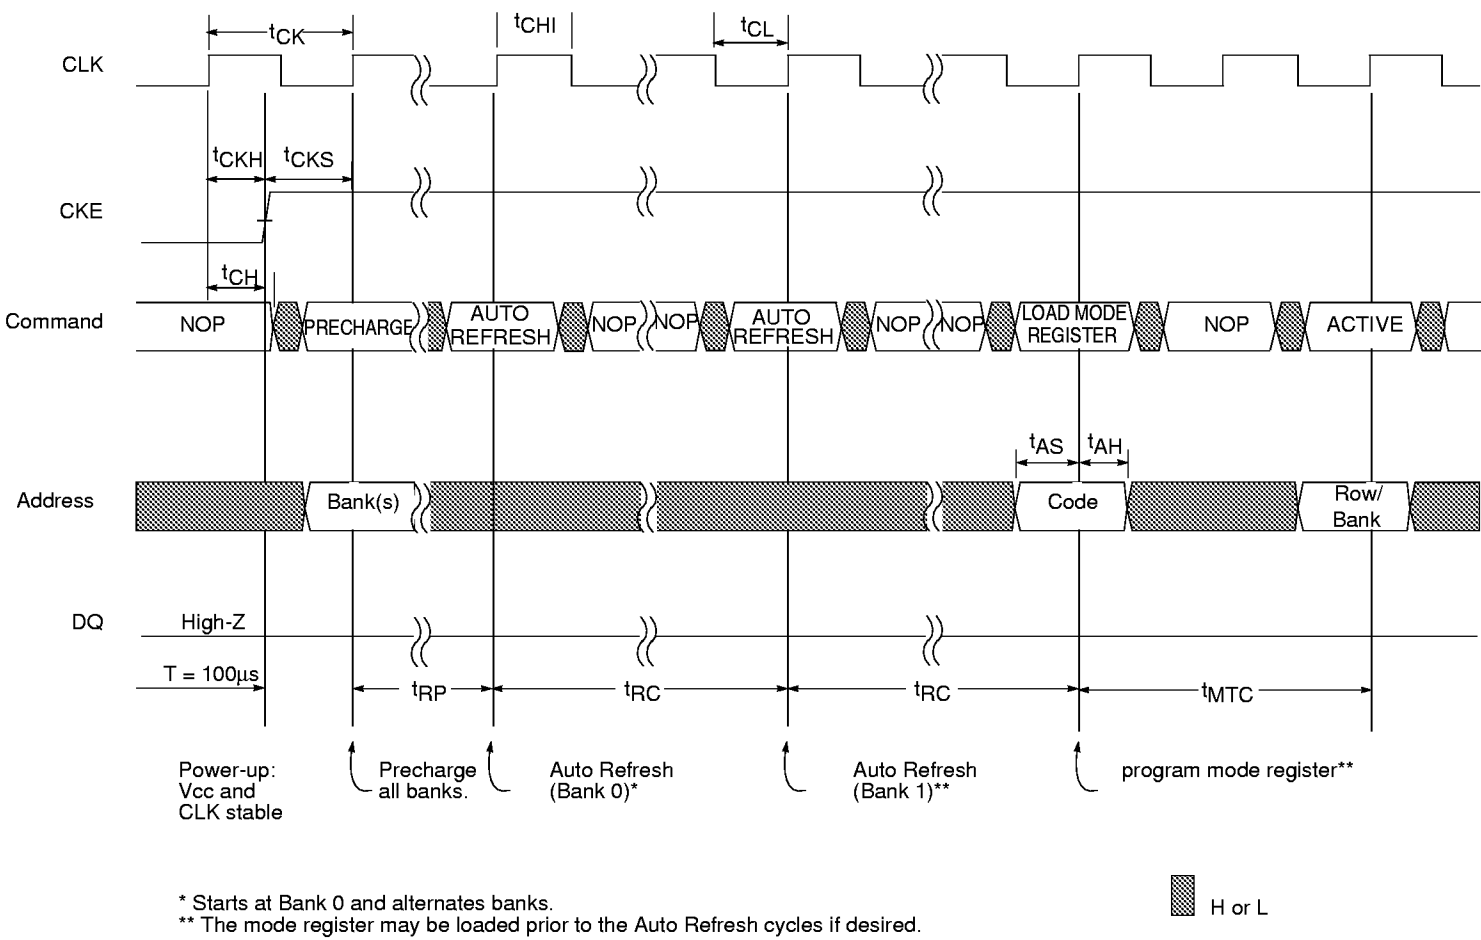 tCK
tCHI
tCL
CLK
tCKH
tCKS
CKE
tCH
Command
NOP
PRECHARGE
AUTO
REFRESH
NOP
NOP
AUTO
REFRESH
NOP
NOP
LOAD MODE
REGISTER
NOP
ACTIVE
tAS
tAH
Address
Bank(s)
Code
Row/
Bank
DQ
High-Z
T = 100µs
tRP
tRC
tRC
tMTC
Power-up:
Vcc and
CLK stable
Precharge
all banks.
Auto Refresh
(Bank 0)*
Auto Refresh
(Bank 1)**
program mode register**
* Starts at Bank 0 and alternates banks.
** The mode register may be loaded prior to the Auto Refresh cycles if desired.
H or L